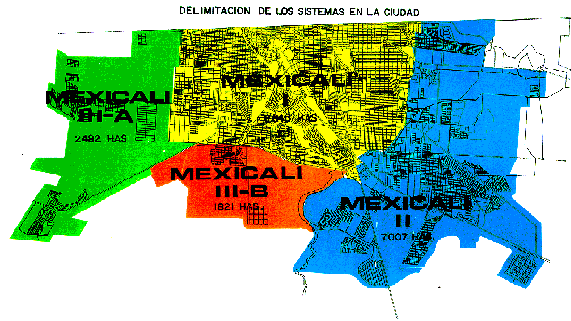 DELIMITACION DE LOS SISTEMAS EN LA CIUDAD
MEXICALI
I
HAS
MEXICALI
III-A
2492 HAS
MEXICALI
III-B
1821 HAS
MEXICALI
II
7007 HAS